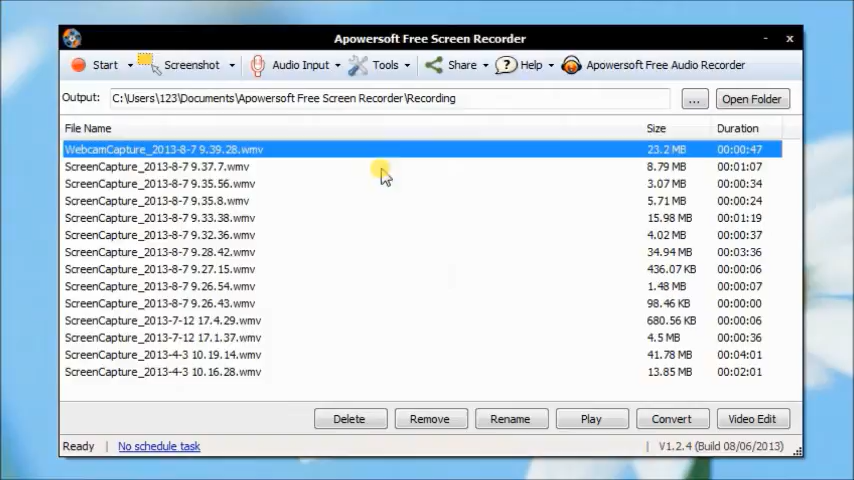 Apowersoft Free Screen Recorder
Start Screenshot Audio Input Tools Share Help Apowersoft Free Audio Recorder
Output: C:\Users\123\Documents\Apowersoft Free Screen Recorder\Recording ... Open Folder
File Name Size Duration
WebcamCapture_2013-8-7 9.39.28.wmv 23.2 MB 00:00:47
ScreenCapture_2013-8-7 9.37.7.wmv 8.79 MB 00:01:07
ScreenCapture_2013-8-7 9.35.56.wmv 3.07 MB 00:00:34
ScreenCapture_2013-8-7 9.35.8.wmv 5.71 MB 00:00:24
ScreenCapture_2013-8-7 9.33.38.wmv 15.98 MB 00:01:19
ScreenCapture_2013-8-7 9.32.36.wmv 4.02 MB 00:00:37
ScreenCapture_2013-8-7 9.28.42.wmv 34.94 MB 00:03:36
ScreenCapture_2013-8-7 9.27.15.wmv 436.07 KB 00:00:06
ScreenCapture_2013-8-7 9.26.54.wmv 1.48 MB 00:00:07
ScreenCapture_2013-8-7 9.26.43.wmv 98.46 KB 00:00:00
ScreenCapture_2013-7-12 17.4.29.wmv 680.56 KB 00:00:06
ScreenCapture_2013-7-12 17.1.37.wmv 4.5 MB 00:00:36
ScreenCapture_2013-4-3 10.19.14.wmv 41.78 MB 00:04:01
ScreenCapture_2013-4-3 10.16.28.wmv 13.85 MB 00:02:01
Delete Remove Rename Play Convert Video Edit
Ready No schedule task V1.2.4 (Build 08/06/2013)